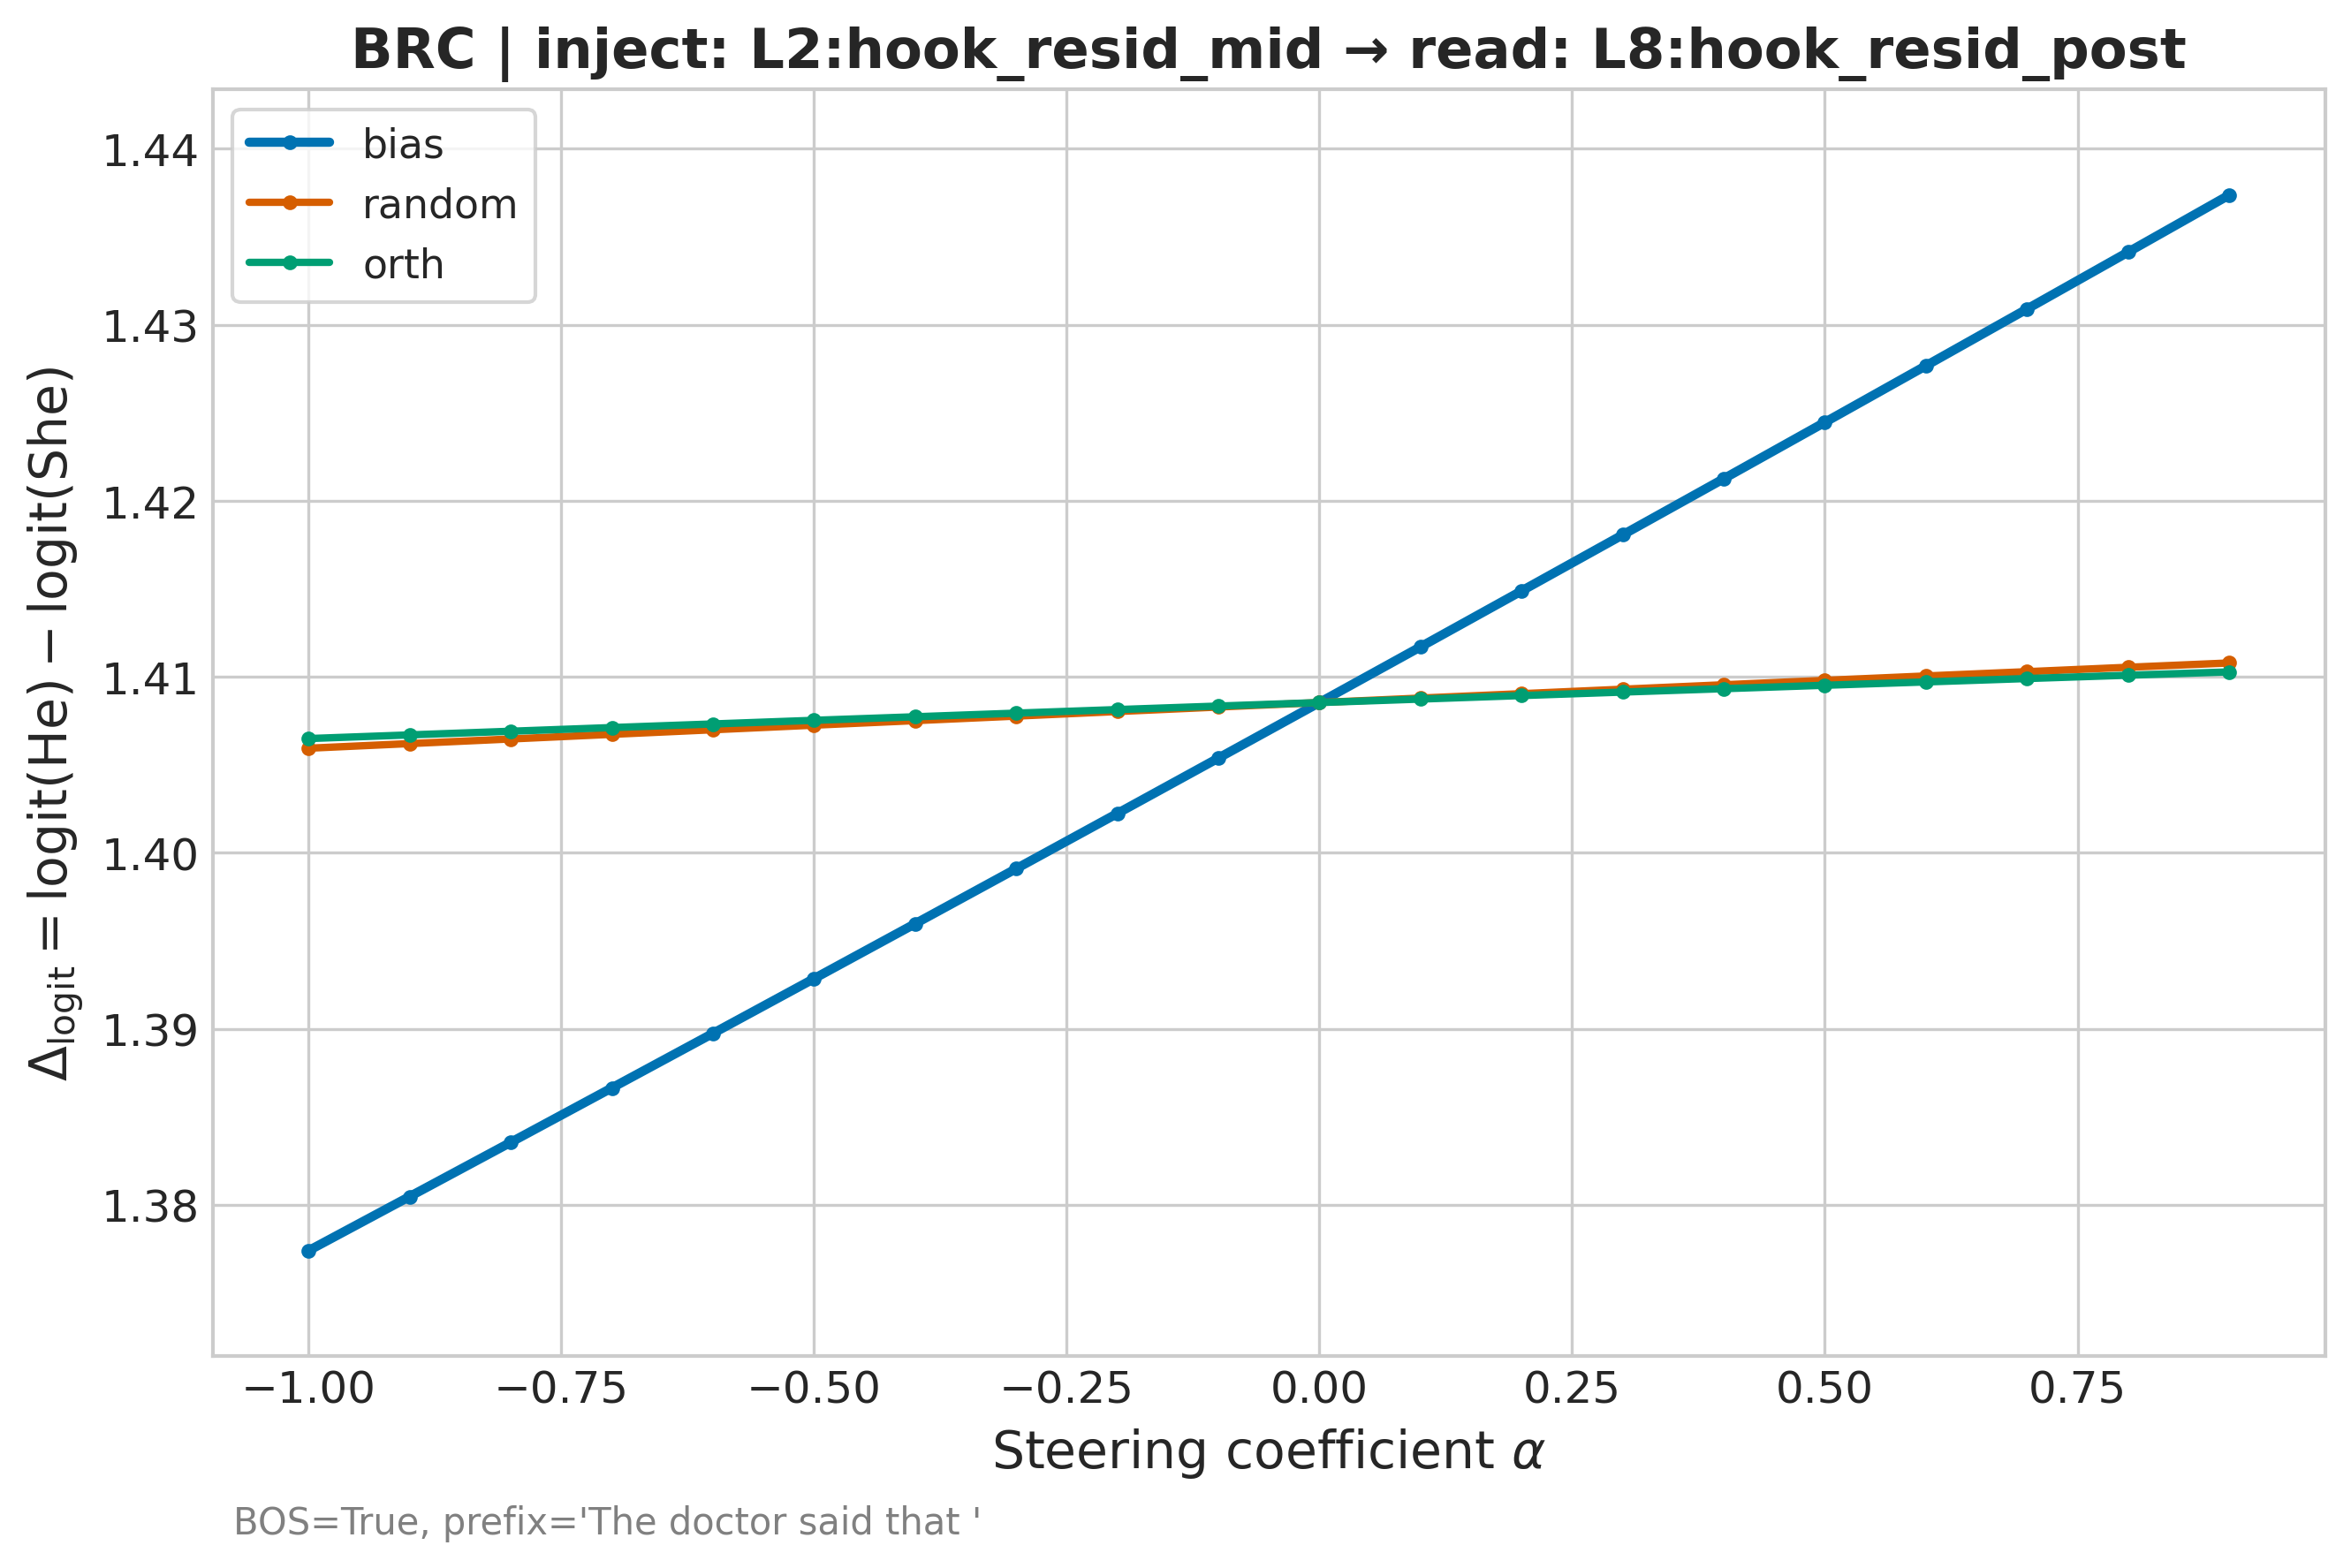 BRC | inject: L2:hook_resid_mid → read: L8:hook_resid_post
bias
random
orth
1.44
1.43
1.42
1.41
1.40
1.39
1.38
Δlogit = logit(He) − logit(She)
−1.00 −0.75 −0.50 −0.25 0.00 0.25 0.50 0.75
Steering coefficient α
BOS=True, prefix='The doctor said that '